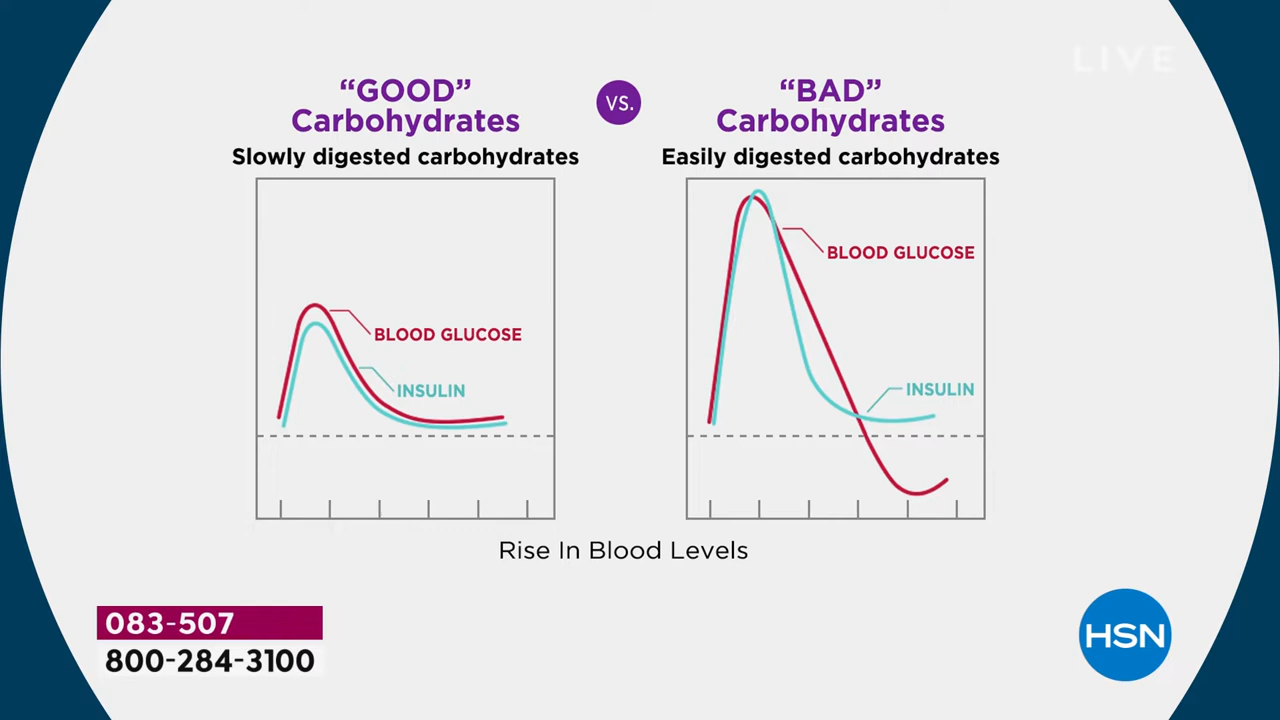 LIVE
“GOOD”
Carbohydrates
Slowly digested carbohydrates
VS.
“BAD”
Carbohydrates
Easily digested carbohydrates
BLOOD GLUCOSE
INSULIN
BLOOD GLUCOSE
INSULIN
Rise In Blood Levels
083-507
800-284-3100
HSN